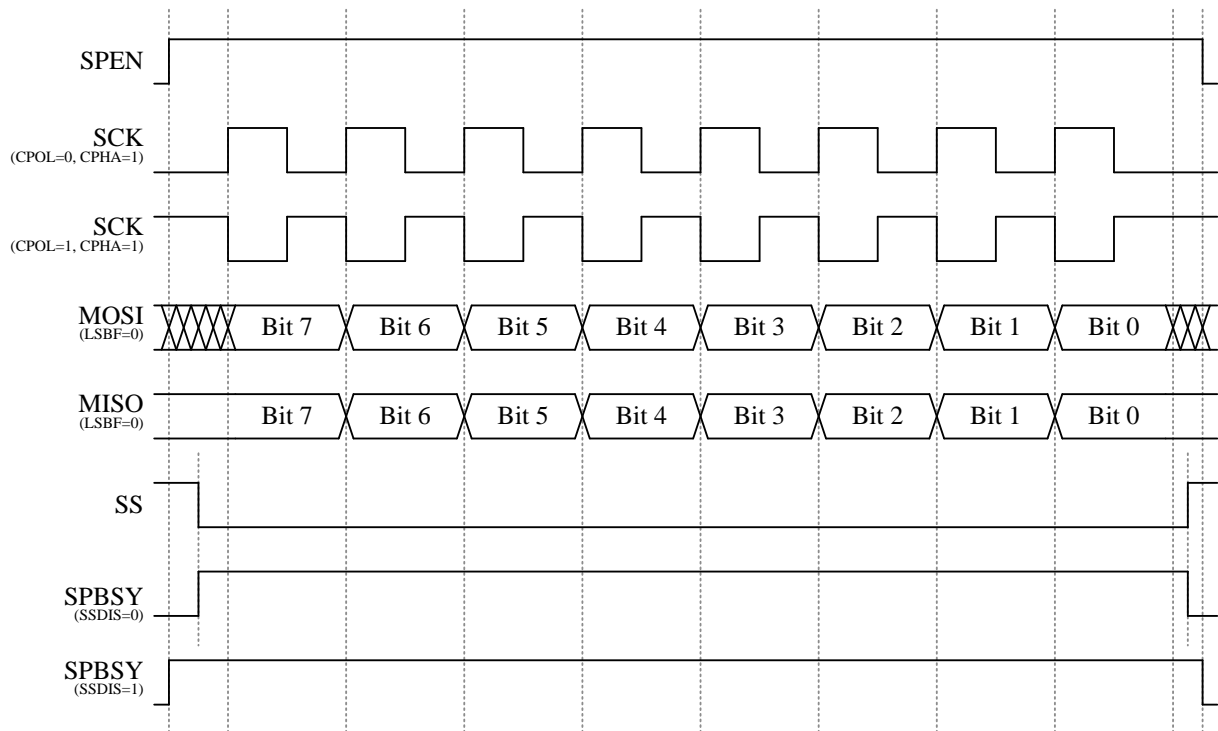 SPEN
SCK
(CPOL=0, CPHA=1)
SCK
(CPOL=1, CPHA=1)
MOSI
(LSBF=0)
Bit 7 Bit 6 Bit 5 Bit 4 Bit 3 Bit 2 Bit 1 Bit 0
MISO
(LSBF=0)
Bit 7 Bit 6 Bit 5 Bit 4 Bit 3 Bit 2 Bit 1 Bit 0
SS
SPBSY
(SSDIS=0)
SPBSY
(SSDIS=1)